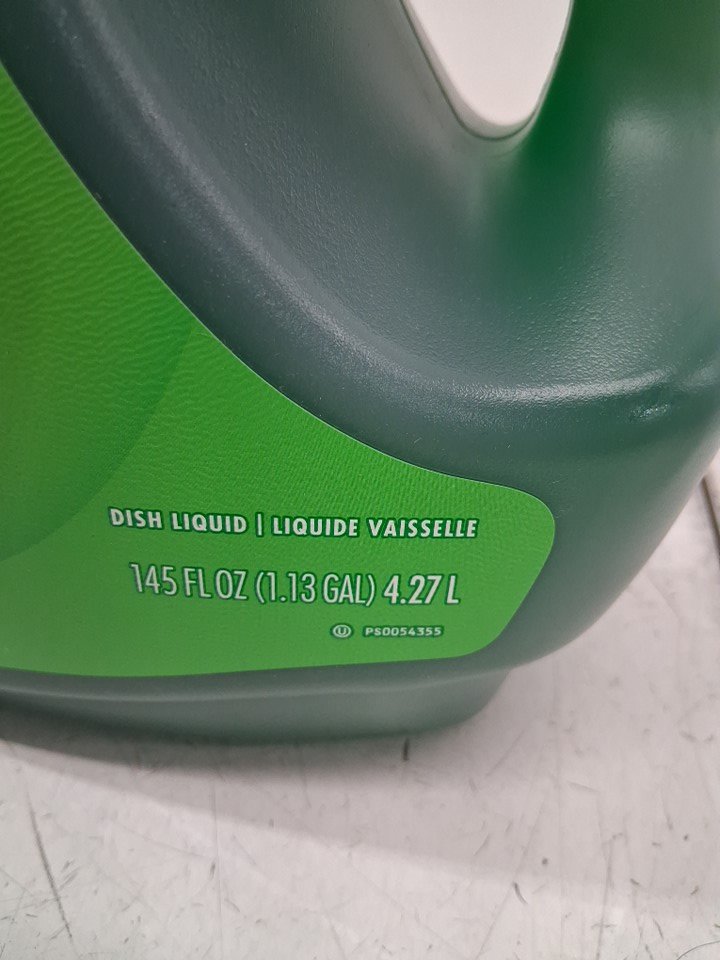 DISH LIQUID | LIQUIDE VAISSELLE
145 FL OZ (1.13 GAL) 4.27 L
Ⓤ PS0054355